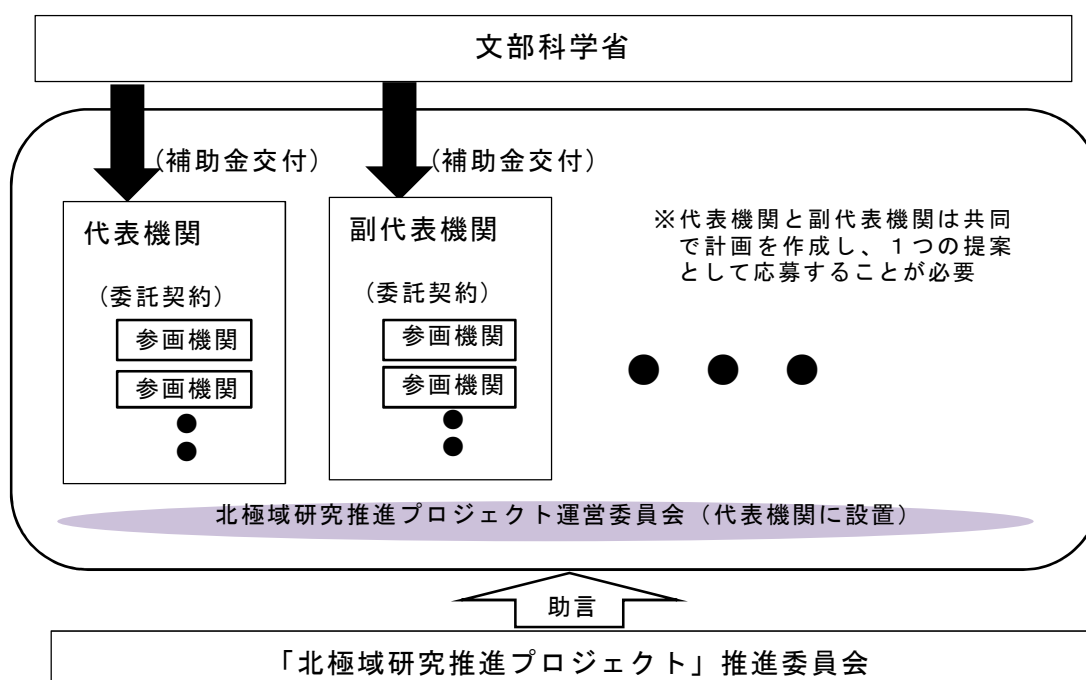 文部科学省
(補助金交付)
(補助金交付)
代表機関
(委託契約)
参画機関
参画機関
副代表機関
(委託契約)
参画機関
参画機関
※代表機関と副代表機関は共同
で計画を作成し、１つの提案
として応募することが必要
北極域研究推進プロジェクト運営委員会（代表機関に設置）
助言
「北極域研究推進プロジェクト」推進委員会